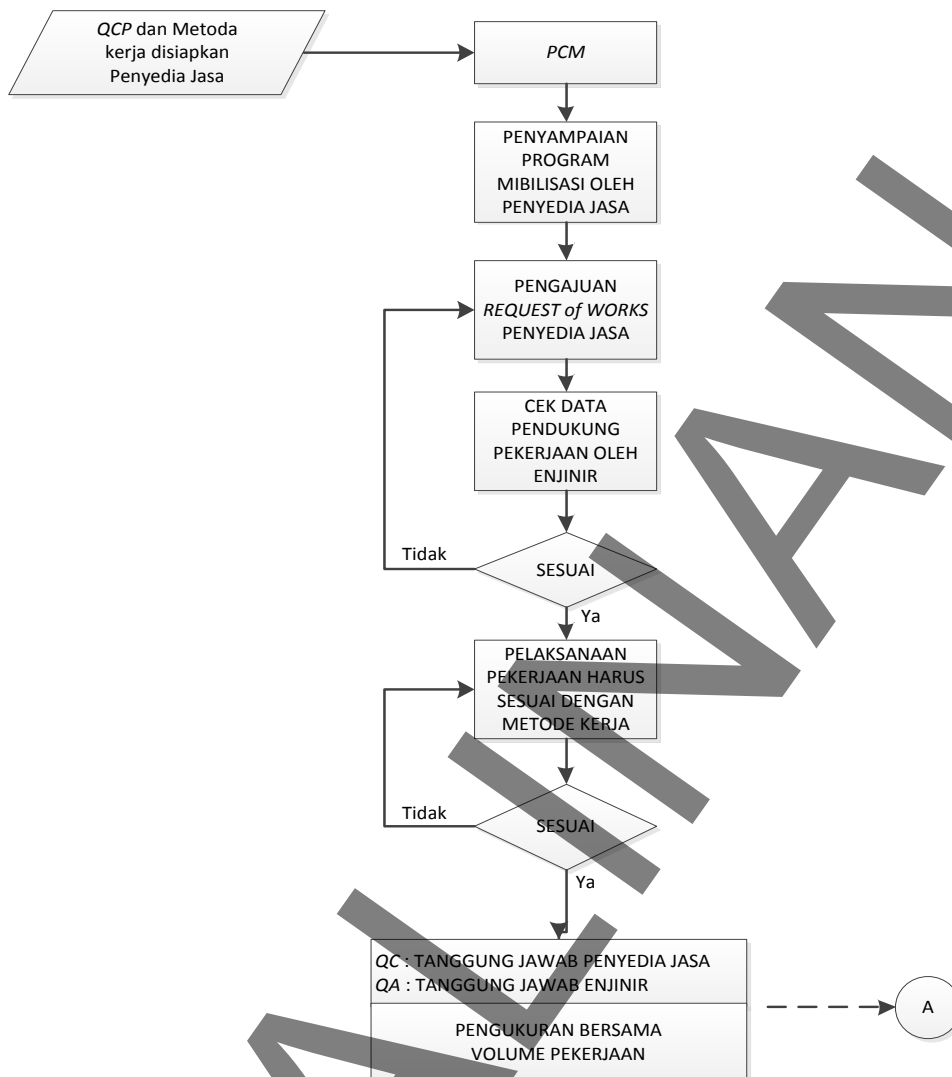 QCP dan Metoda
kerja disiapkan
Penyedia Jasa
PCM
PENYAMPAIAN
PROGRAM
MIBILISASI OLEH
PENYEDIA JASA
PENGAJUAN
REQUEST of WORKS
PENYEDIA JASA
CEK DATA
PENDUKUNG
PEKERJAAN OLEH
ENJINIR
Tidak
SESUAI
Ya
PELAKSANAAN
PEKERJAAN HARUS
SESUAI DENGAN
METODE KERJA
Tidak
SESUAI
Ya
QC : TANGGUNG JAWAB PENYEDIA JASA
QA : TANGGUNG JAWAB ENJINIR
A
PENGUKURAN BERSAMA
VOLUME PEKERJAAN